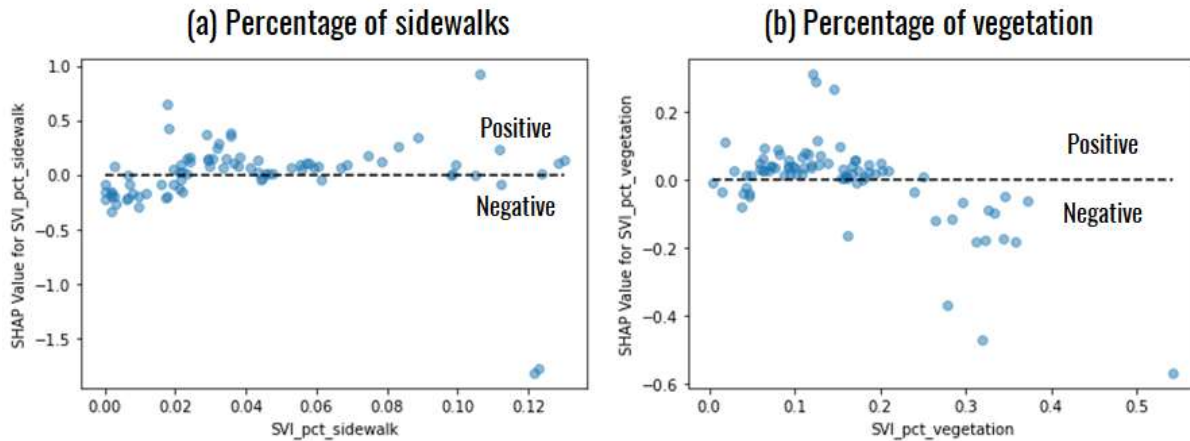 (a) Percentage of sidewalks
(b) Percentage of vegetation
SHAP Value for SVI_pct_sidewalk
1.0
0.5
0.0
−0.5
−1.0
−1.5
Positive
Negative
0.00 0.02 0.04 0.06 0.08 0.10 0.12
SVI_pct_sidewalk
SHAP Value for SVI_pct_vegetation
0.2
0.0
−0.2
−0.4
−0.6
Positive
Negative
0.0 0.1 0.2 0.3 0.4 0.5
SVI_pct_vegetation